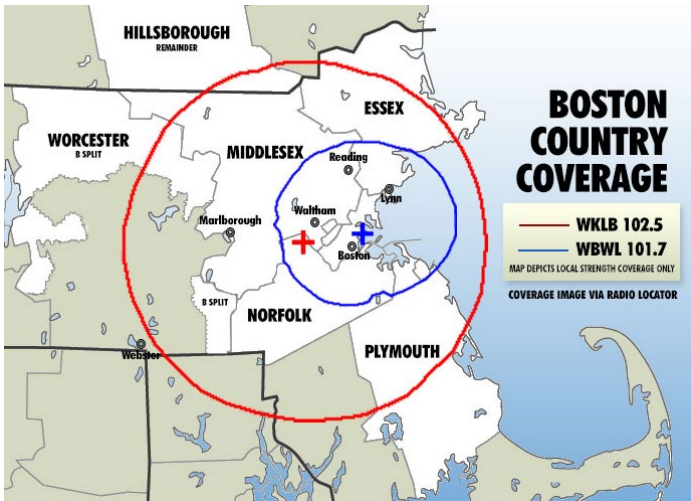 HILLSBOROUGH
REMAINDER
ESSEX
WORCESTER
B SPLIT
MIDDLESEX
Reading
Lynn
Waltham
Marlborough
Boston
B SPLIT
NORFOLK
Webster
PLYMOUTH
BOSTON
COUNTRY
COVERAGE
WKLB 102.5
WBWL 101.7
MAP DEPICTS LOCAL STRENGTH COVERAGE ONLY
COVERAGE IMAGE VIA RADIO LOCATOR